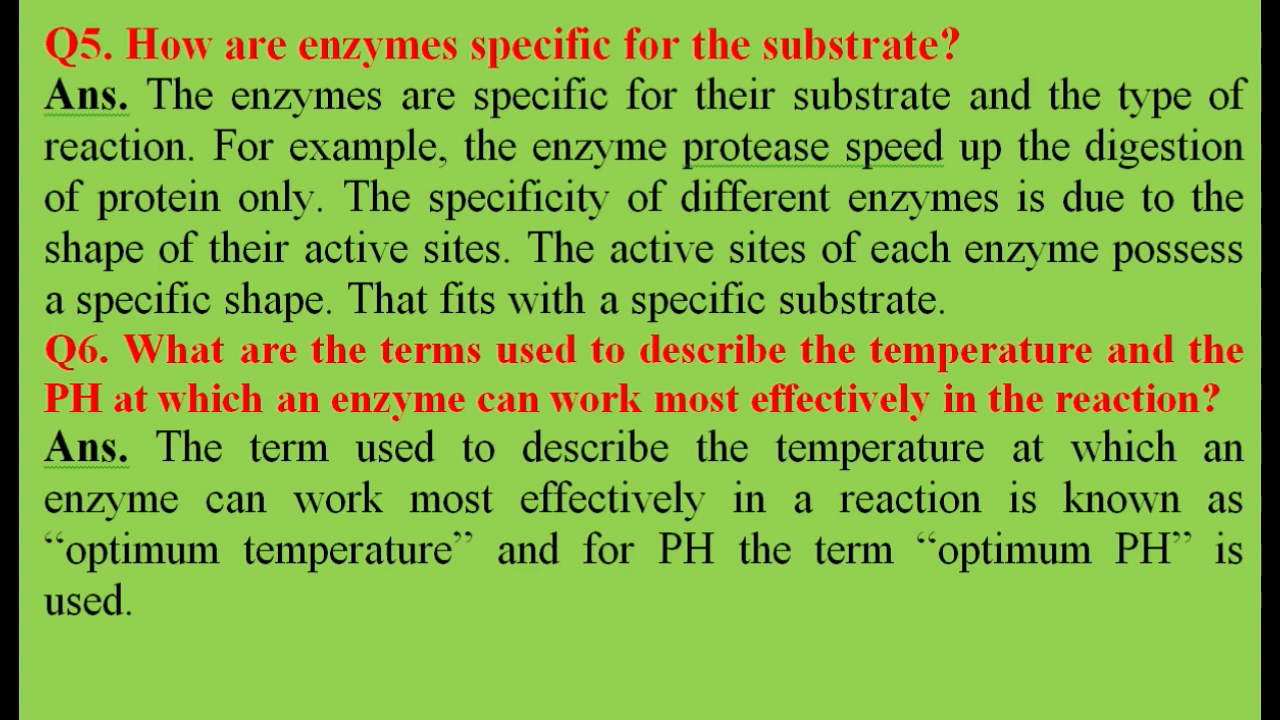 Q5. How are enzymes specific for the substrate?
Ans. The enzymes are specific for their substrate and the type of
reaction. For example, the enzyme protease speed up the digestion
of protein only. The specificity of different enzymes is due to the
shape of their active sites. The active sites of each enzyme possess
a specific shape. That fits with a specific substrate.
Q6. What are the terms used to describe the temperature and the
PH at which an enzyme can work most effectively in the reaction?
Ans. The term used to describe the temperature at which an
enzyme can work most effectively in a reaction is known as
“optimum temperature” and for PH the term “optimum PH” is
used.